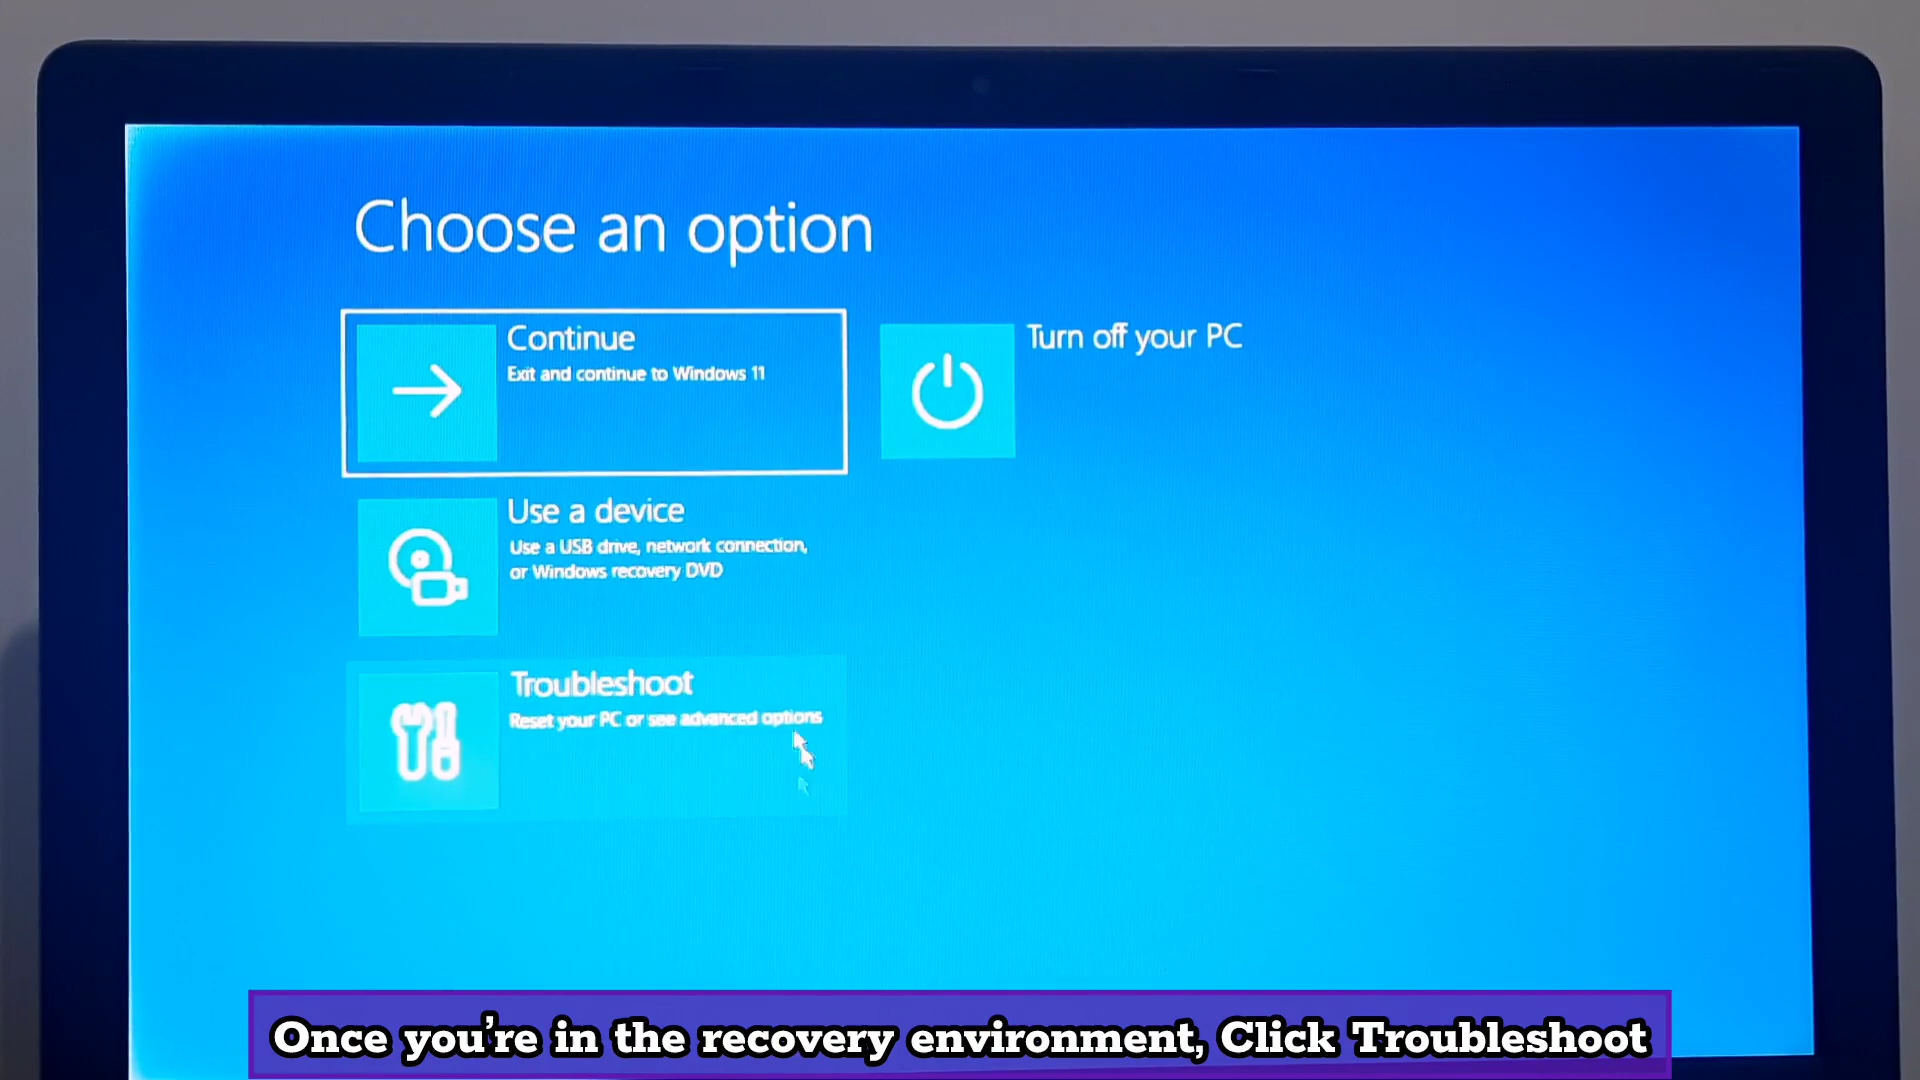 Choose an option
Continue
Exit and continue to Windows 11
Turn off your PC
Use a device
Use a USB drive, network connection,
or Windows recovery DVD
Troubleshoot
Reset your PC or see advanced options
Once you're in the recovery environment, Click Troubleshoot